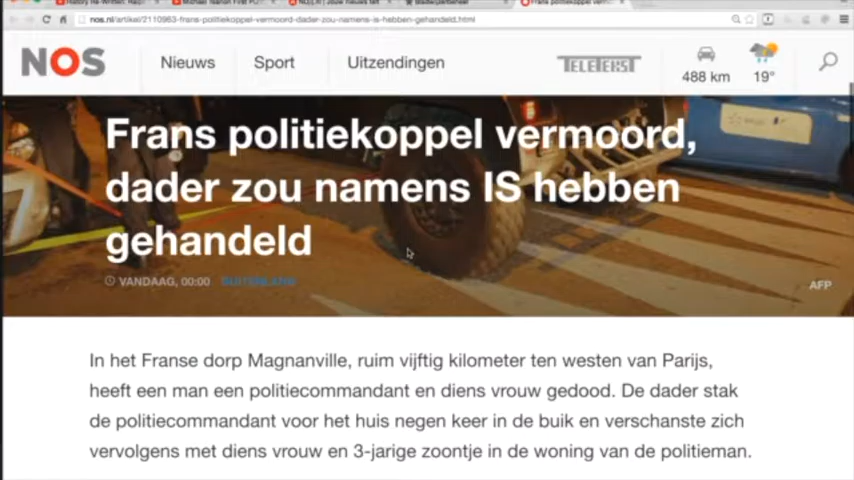 nos.nl/artikel/2110963-frans-politiekoppel-vermoord-dader-zou-namens-is-hebben-gehandeld.html
NOS Nieuws Sport Uitzendingen TELETEKST 488 km 19°
Frans politiekoppel vermoord,
dader zou namens IS hebben
gehandeld
VANDAAG, 00:00 BUITENLAND
AFP
In het Franse dorp Magnanville, ruim vijftig kilometer ten westen van Parijs,
heeft een man een politiecommandant en diens vrouw gedood. De dader stak
de politiecommandant voor het huis negen keer in de buik en verschanste zich
vervolgens met diens vrouw en 3-jarige zoontje in de woning van de politieman.